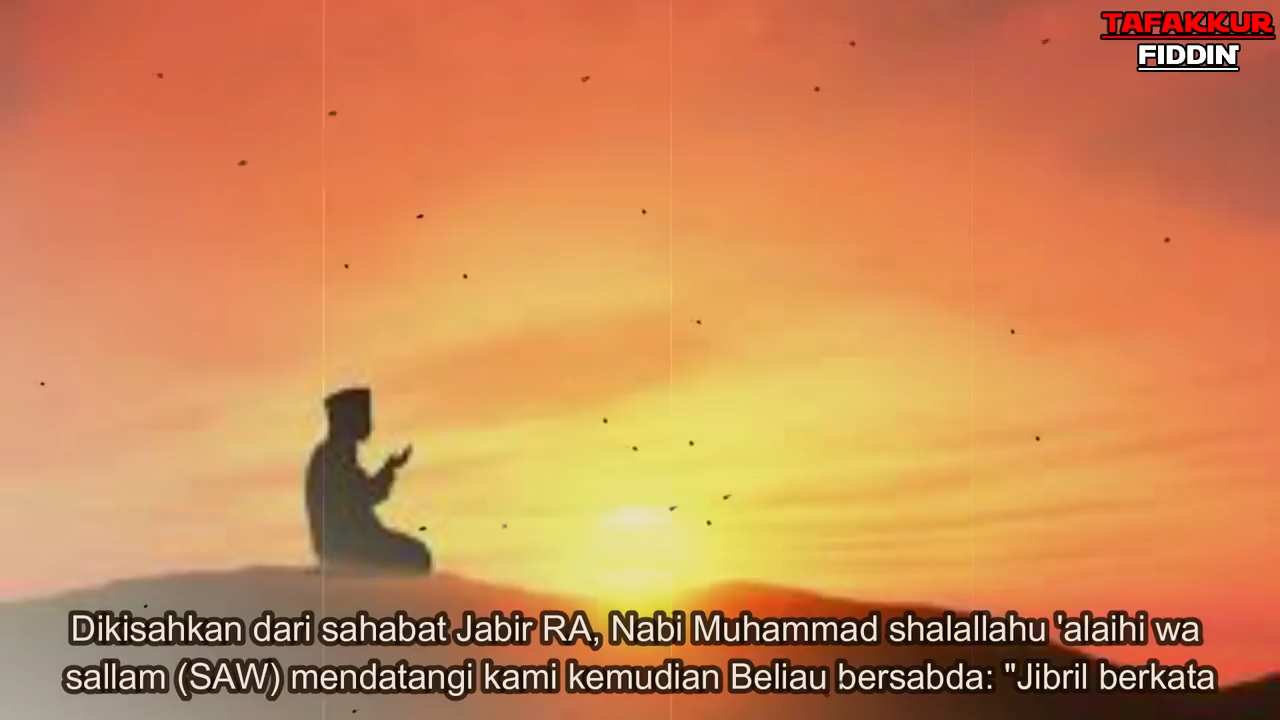 TAFAKKUR
FIDDIN
Dikisahkan dari sahabat Jabir RA, Nabi Muhammad shalallahu 'alaihi wa
sallam (SAW) mendatangi kami kemudian Beliau bersabda: "Jibril berkata